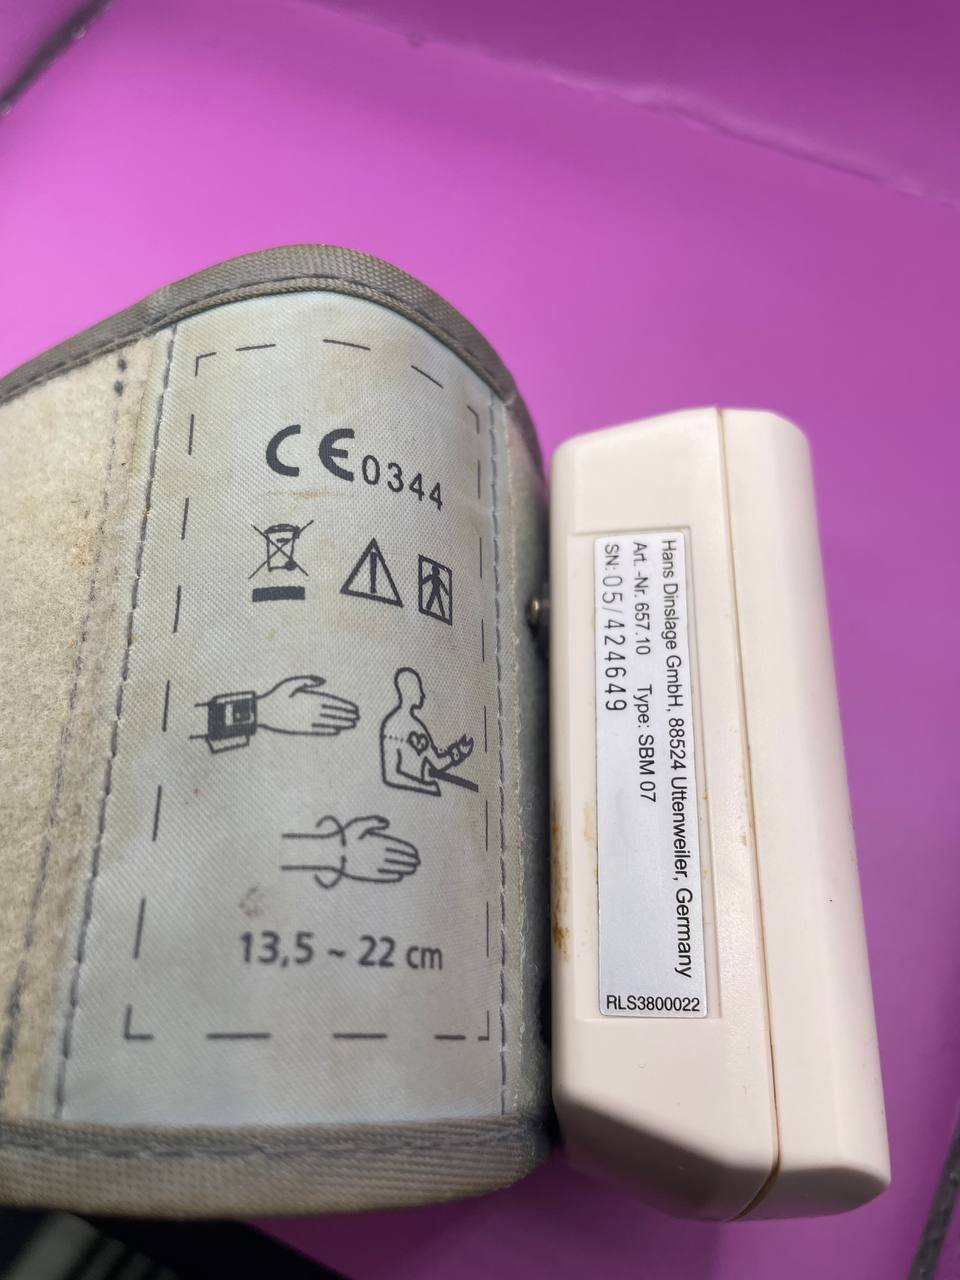 CE0344
13,5 ~ 22 cm
Hans Dinslage GmbH, 88524 Uttenweiler, Germany
Art. -Nr. 657.10 Type: SBM 07
SN: 05/424649
RLS3800022